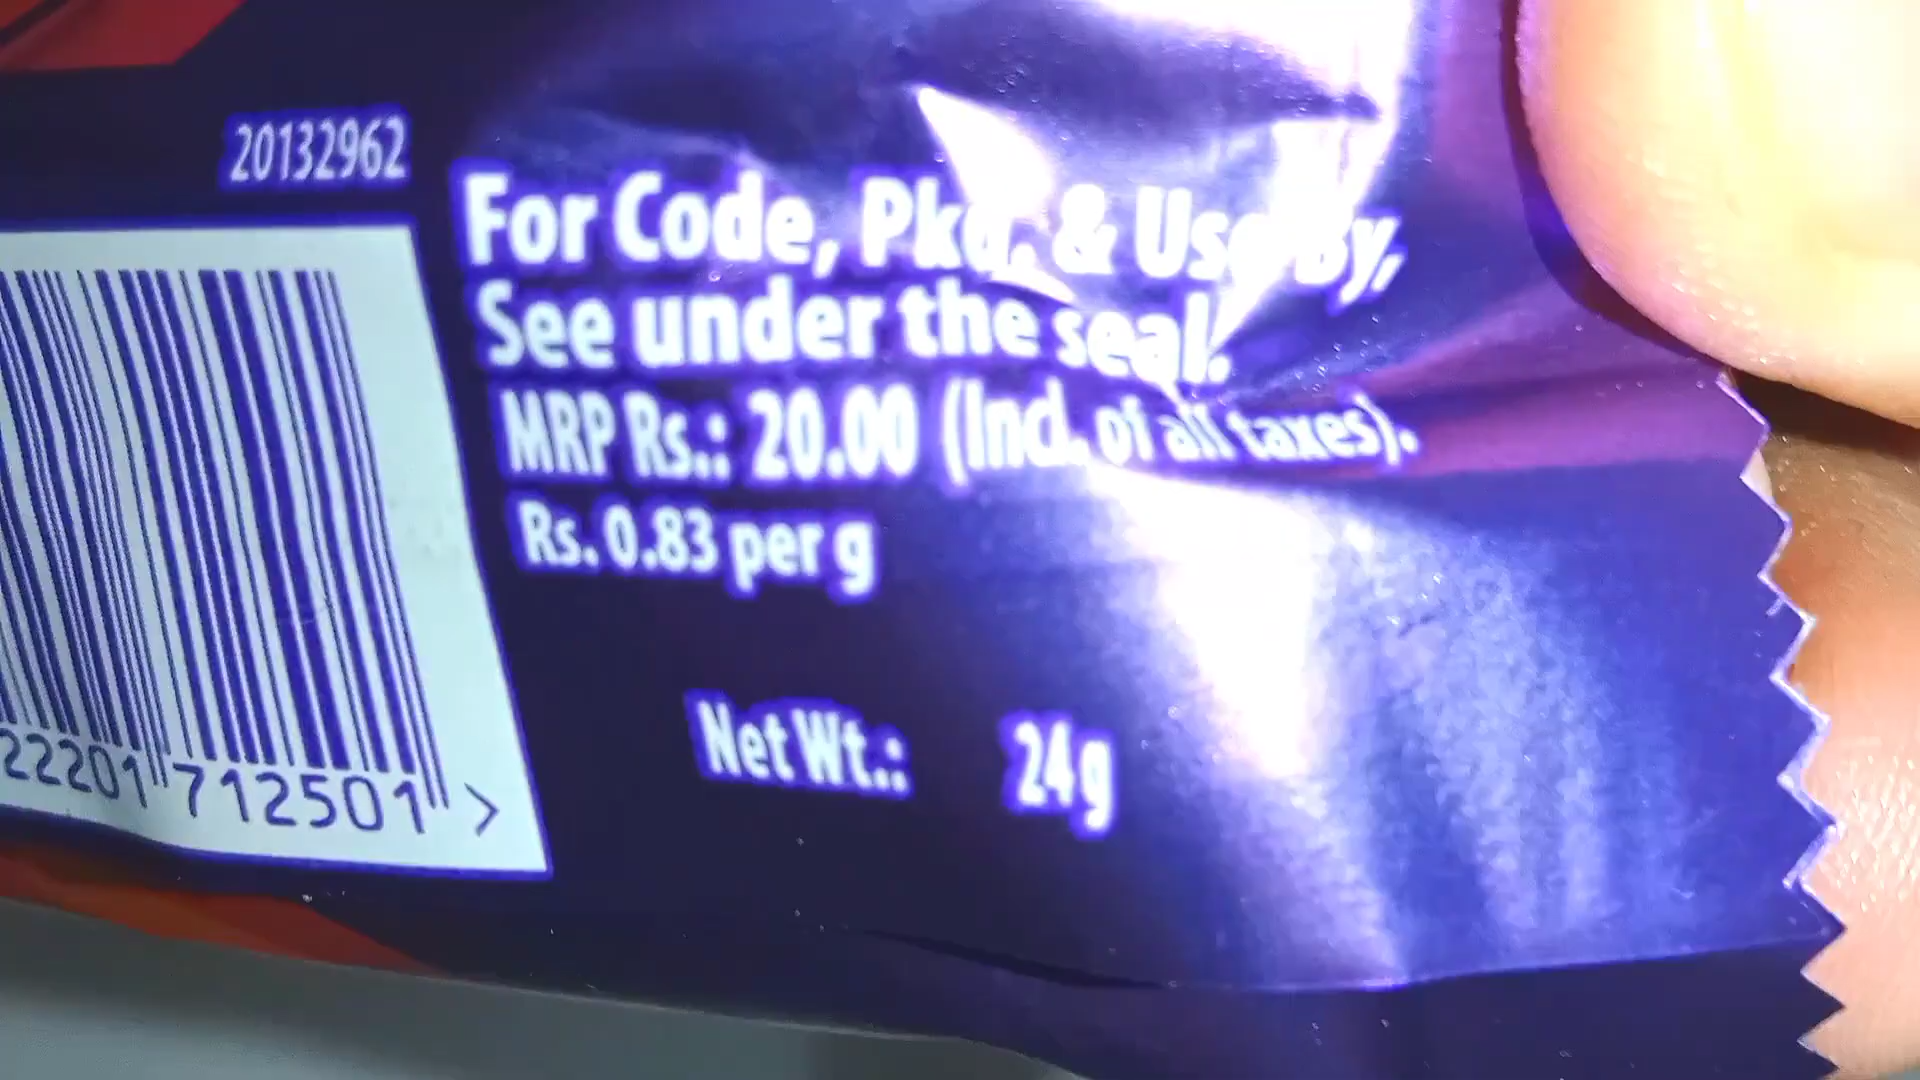 20132962
For Code, Pkd. & Use By,
See under the seal.
MRP Rs.: 20.00 (Incl. of all taxes).
Rs. 0.83 per g
Net Wt.: 24g
22201 712501 >